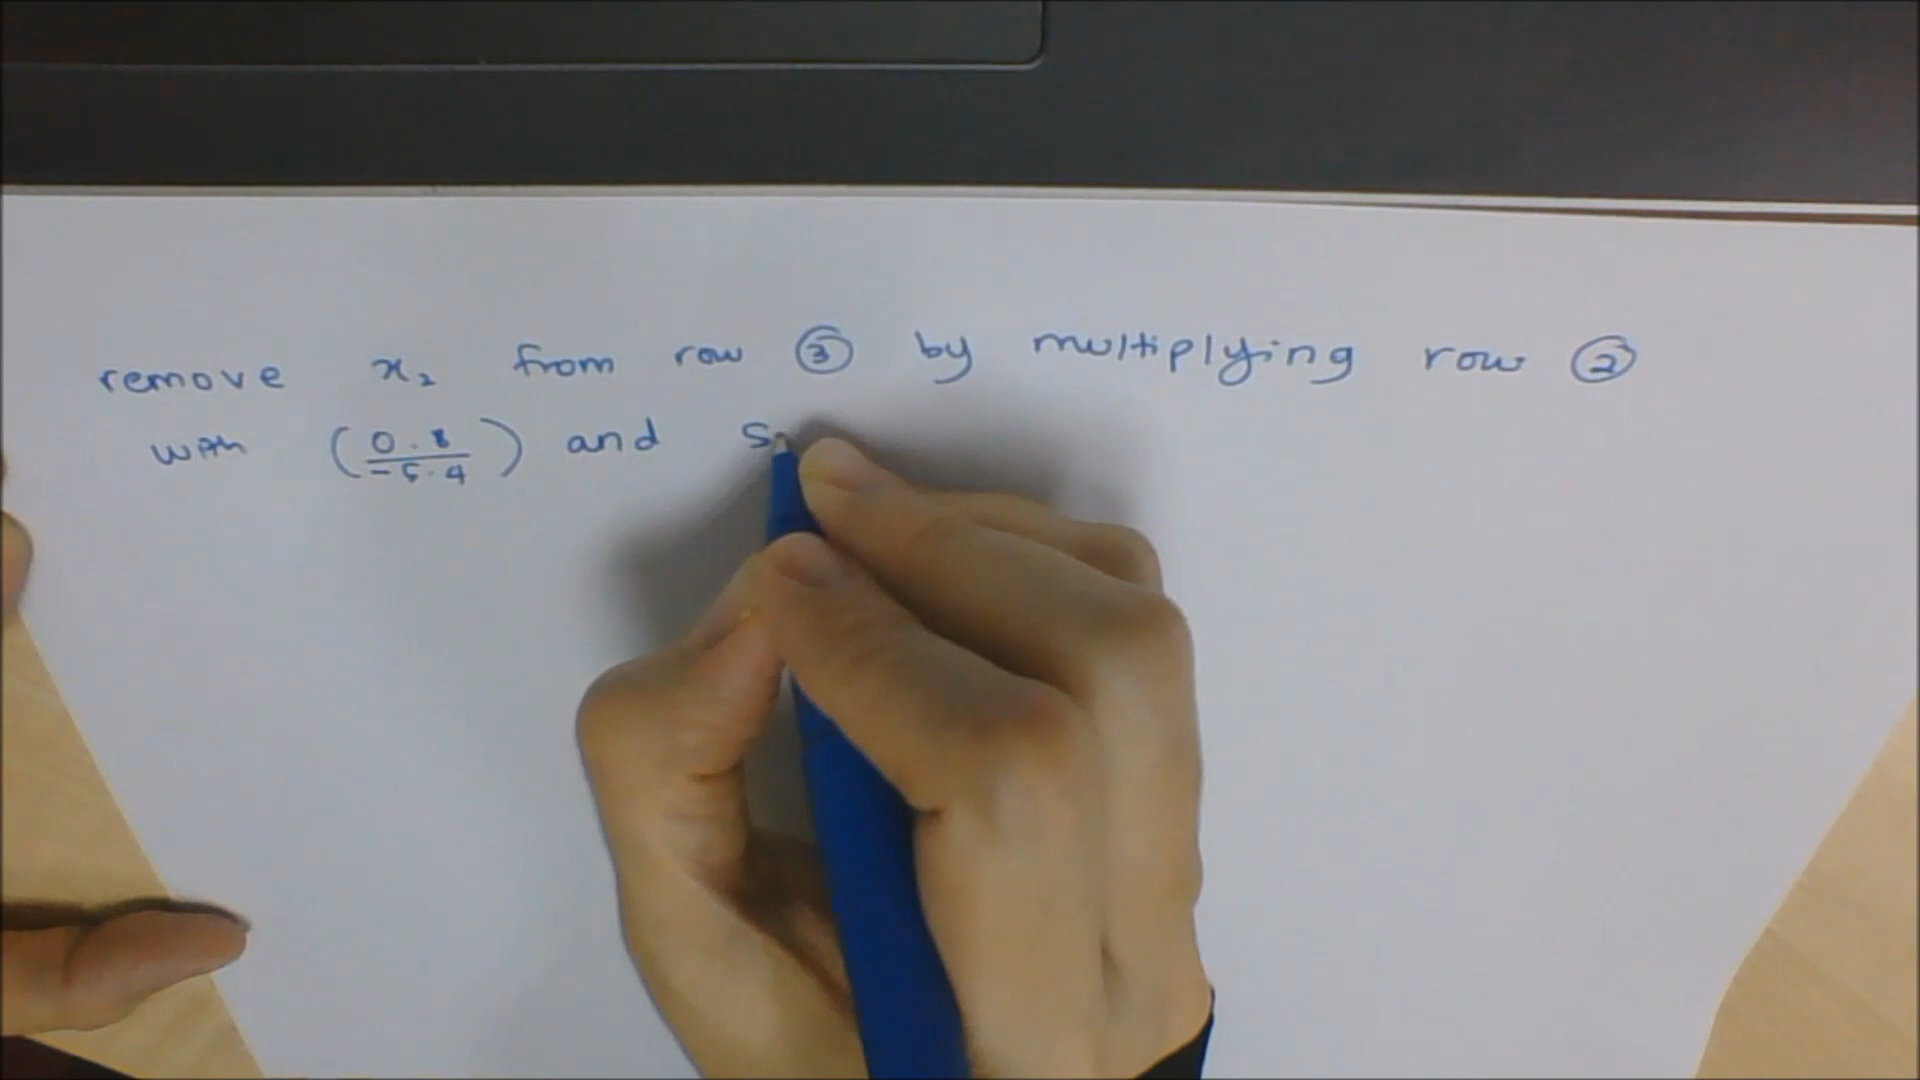 remove x₂ from row ③ by multiplying row ②
with (0.8/-5.4) and s